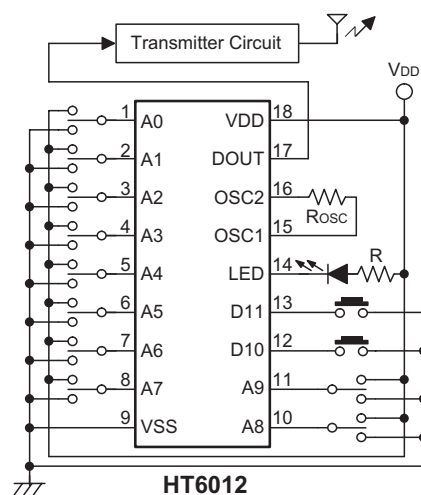 Transmitter Circuit
VDD
1 A0 VDD 18
2 A1 DOUT 17
3 A2 OSC2 16
ROSC
4 A3 OSC1 15
5 A4 LED 14 R
6 A5 D11 13
7 A6 D10 12
8 A7 A9 11
9 VSS A8 10
HT6012